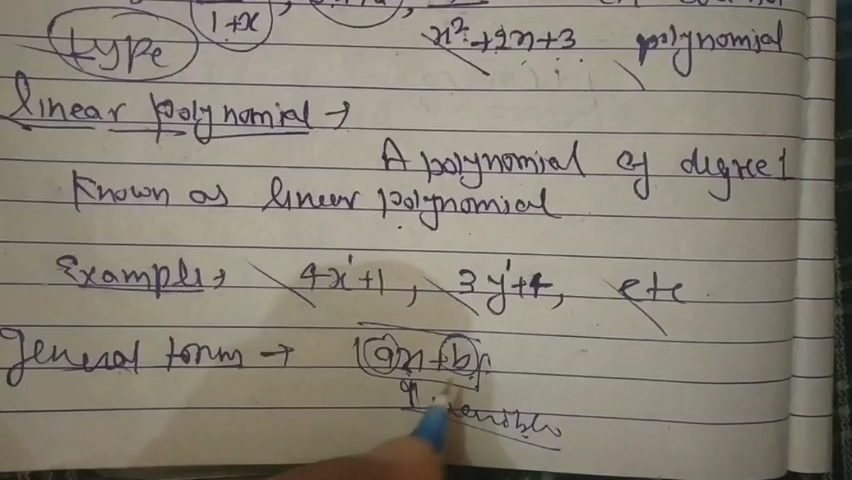 1+x
type x²+2x+3 polynomial
linear polynomial →
A polynomial of degree 1
Known as linear polynomial
Example → 4x¹+1, 3y¹+4, etc
general form → ax+b